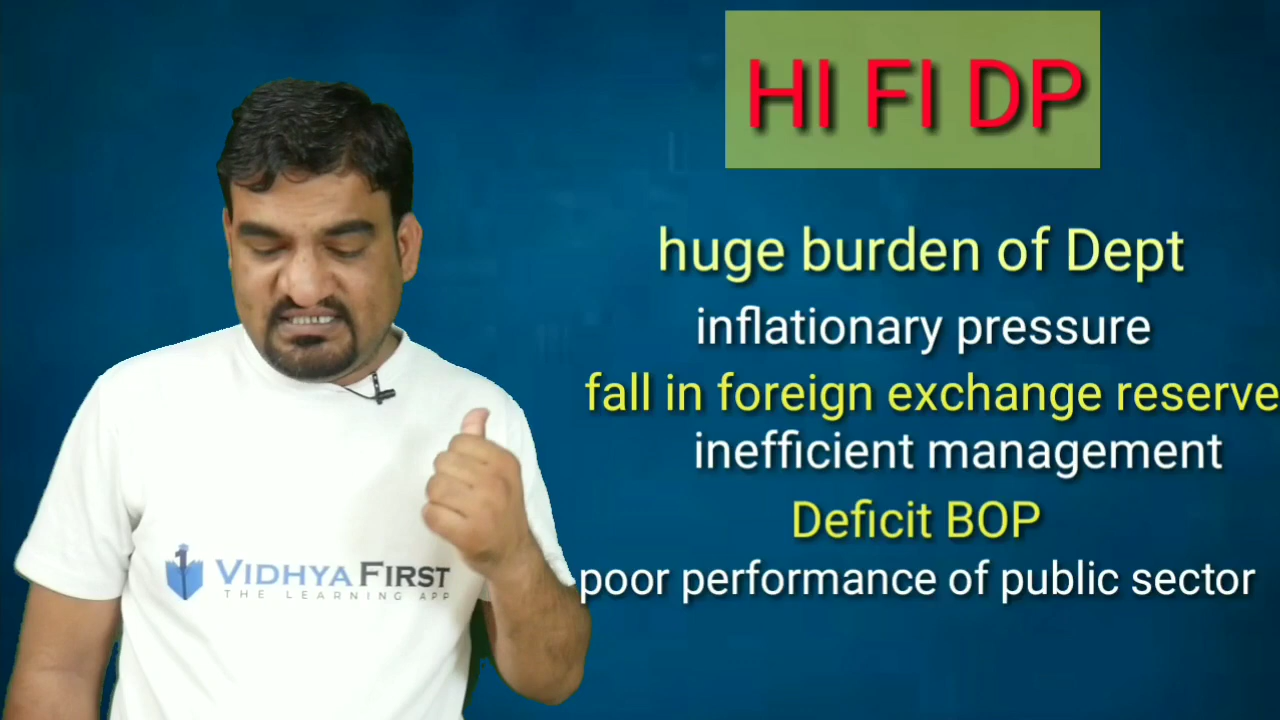 HI FI DP
huge burden of Dept
inflationary pressure
fall in foreign exchange reserve
inefficient management
Deficit BOP
poor performance of public sector
1 VIDHYA FIRST
THE LEARNING APP